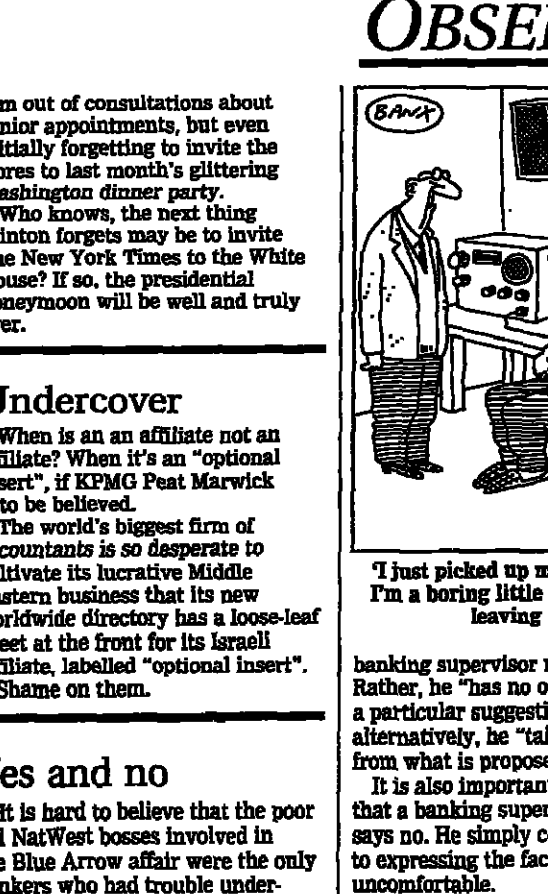 OBSE
m out of consultations about
nior appointments, but even
itially forgetting to invite the
ores to last month's glittering
ashington dinner party.
Who knows, the next thing
inton forgets may be to invite
e New York Times to the White
ouse? If so, the presidential
oneymoon will be well and truly
er.
Undercover
When is an an affiliate not an
filiate? When it's an "optional
sert", if KPMG Peat Marwick
to be believed.
The world's biggest firm of
countants is so desperate to
ltivate its lucrative Middle
stern business that its new
orldwide directory has a loose-leaf
eet at the front for its Israeli
filiate, labelled "optional insert".
Shame on them.
es and no
It is hard to believe that the poor
l NatWest bosses involved in
e Blue Arrow affair were the only
nkers who had trouble under-
BANX
'I just picked up m
I'm a boring little
leaving
banking supervisor
Rather, he "has no o
a particular suggesti
alternatively, he "tal
from what is propose
It is also important
that a banking super
says no. He simply c
to expressing the fac
uncomfortable.